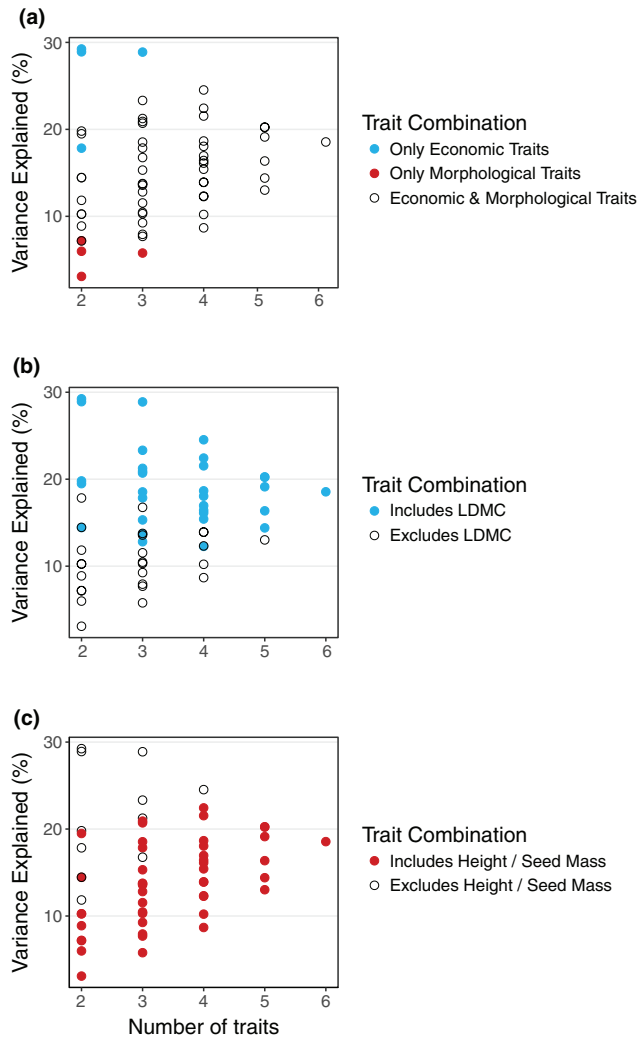 (a)
30
20
10
Variance Explained (%)
2 3 4 5 6
Trait Combination
Only Economic Traits
Only Morphological Traits
Economic & Morphological Traits
(b)
30
20
10
Variance Explained (%)
2 3 4 5 6
Trait Combination
Includes LDMC
Excludes LDMC
(c)
30
20
10
Variance Explained (%)
2 3 4 5 6
Number of traits
Trait Combination
Includes Height / Seed Mass
Excludes Height / Seed Mass